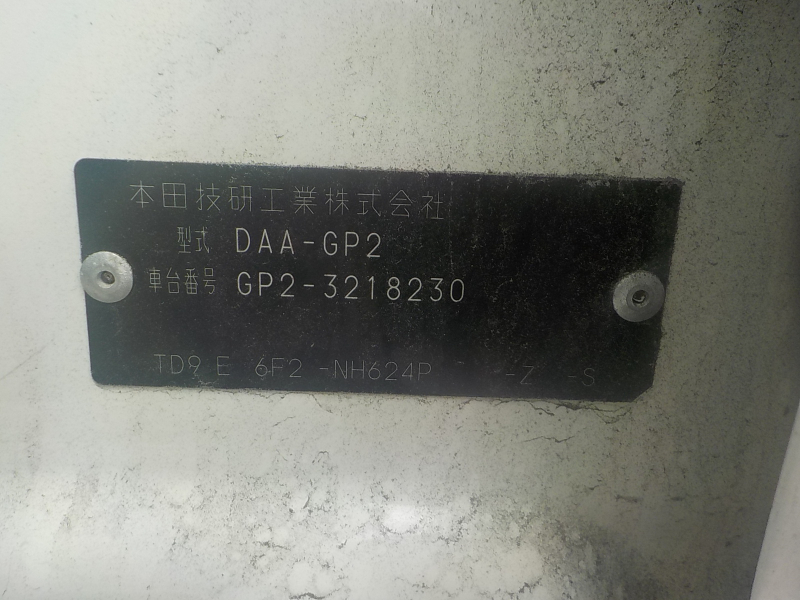 本田技研工業株式会社
型式 DAA-GP2
車台番号 GP2-3218230
TD9 E 6F2 -NH624P -Z -S